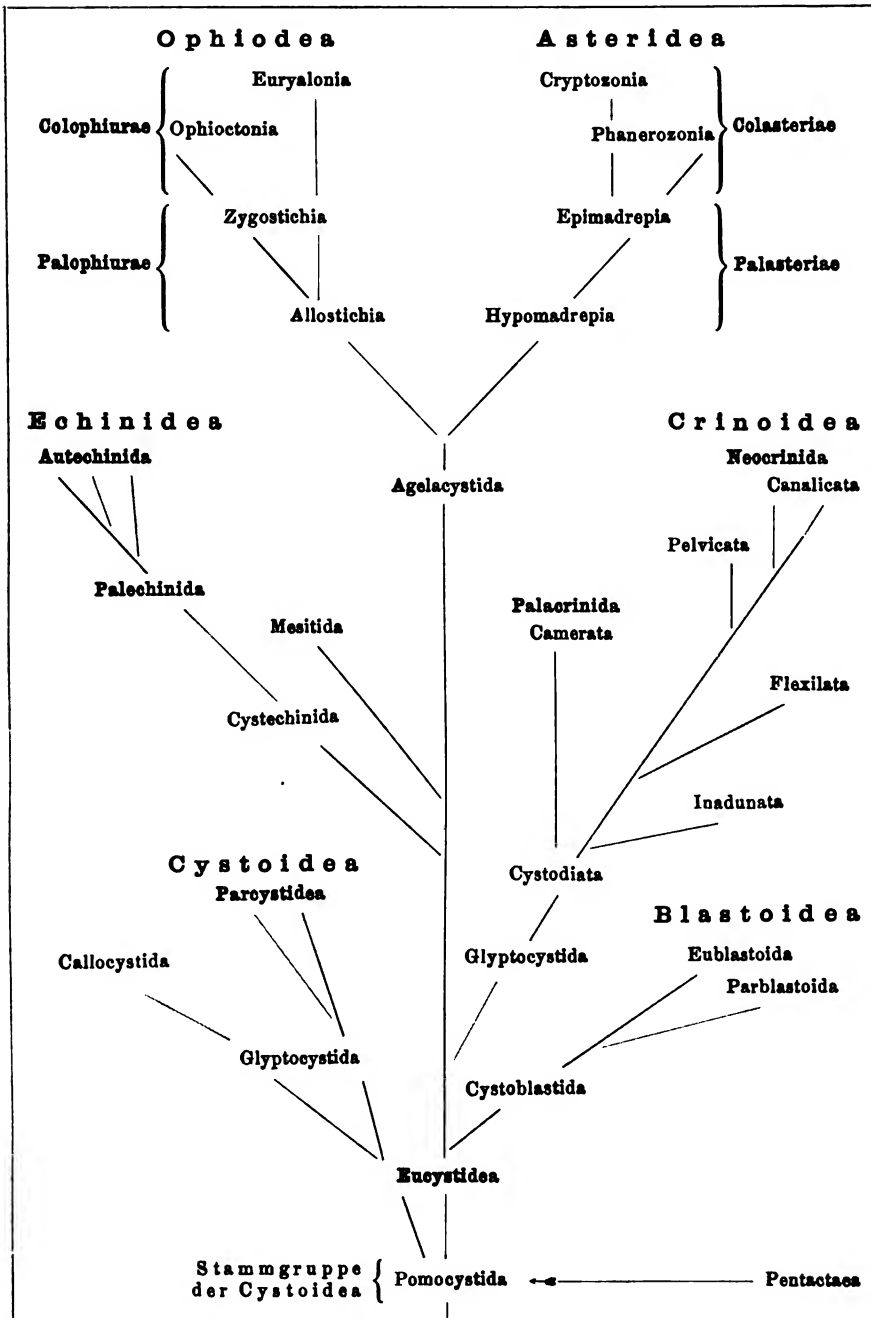 Ophiodea
Asteridea
Euryalonia
Cryptozonia
Colophiurae
Ophioctonia
Phanerozonia
Colasteriae
Zygostichia
Epimadrepia
Palophiurae
Palasteriae
Allostichia
Hypomadrepia
Echinidea
Crinoidea
Autechinida
Neocrinida
Agelacystida
Canalicata
Pelvicata
Palechinida
Palacrinida
Mesitida
Camerata
Flexilata
Cystechinida
Inadunata
Cystoidea
Cystodiata
Parcystidea
Blastoidea
Callocystida
Glyptocystida
Eublastoida
Parblastoida
Glyptocystida
Cystoblastida
Eucystidea
Stammgruppe
der Cystoidea
Pomocystida
Pentactaea